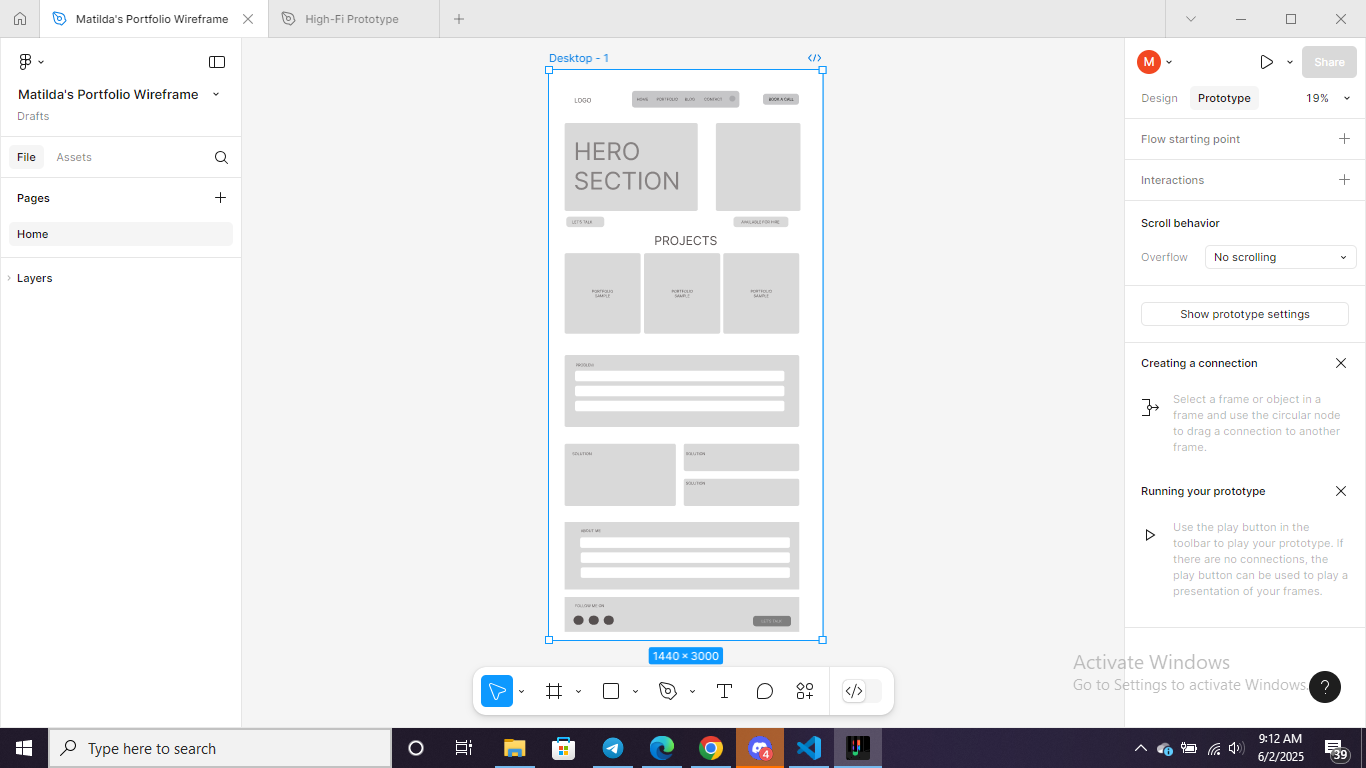 Matilda's Portfolio Wireframe
High-Fi Prototype
Matilda's Portfolio Wireframe
Drafts
File
Assets
Pages
Home
Layers
Desktop - 1
LOGO
HOME
PORTFOLIO
BLOG
CONTACT
BOOK A CALL
HERO
SECTION
LET'S TALK
AVAILABLE FOR HIRE
PROJECTS
PORTFOLIO
SAMPLE
PORTFOLIO
SAMPLE
PORTFOLIO
SAMPLE
SOLUTION
SOLUTION
SOLUTION
ABOUT ME
FOLLOW ME ON
LET'S TALK
1440 × 3000
M
Share
Design
Prototype
19%
Flow starting point
Interactions
Scroll behavior
Overflow
No scrolling
Show prototype settings
Creating a connection
Select a frame or object in a
frame and use the circular node
to drag a connection to another
frame.
Running your prototype
Use the play button in the
toolbar to play your prototype. If
there are no connections, the
play button can be used to play a
presentation of your frames.
Activate Windows
Go to Settings to activate Windows.
?
Type here to search
4
9:12 AM
6/2/2025
39